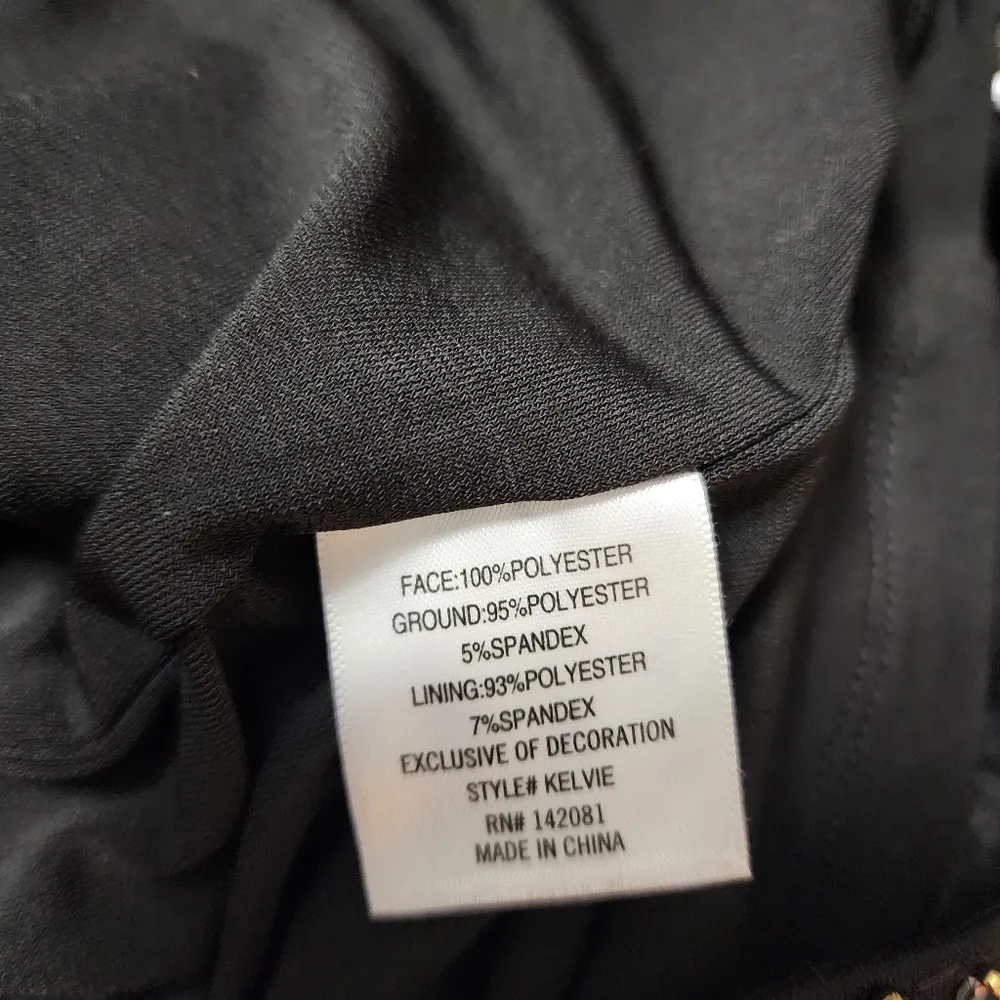 FACE:100%POLYESTER
GROUND:95%POLYESTER
5%SPANDEX
LINING:93%POLYESTER
7%SPANDEX
EXCLUSIVE OF DECORATION
STYLE# KELVIE
RN# 142081
MADE IN CHINA